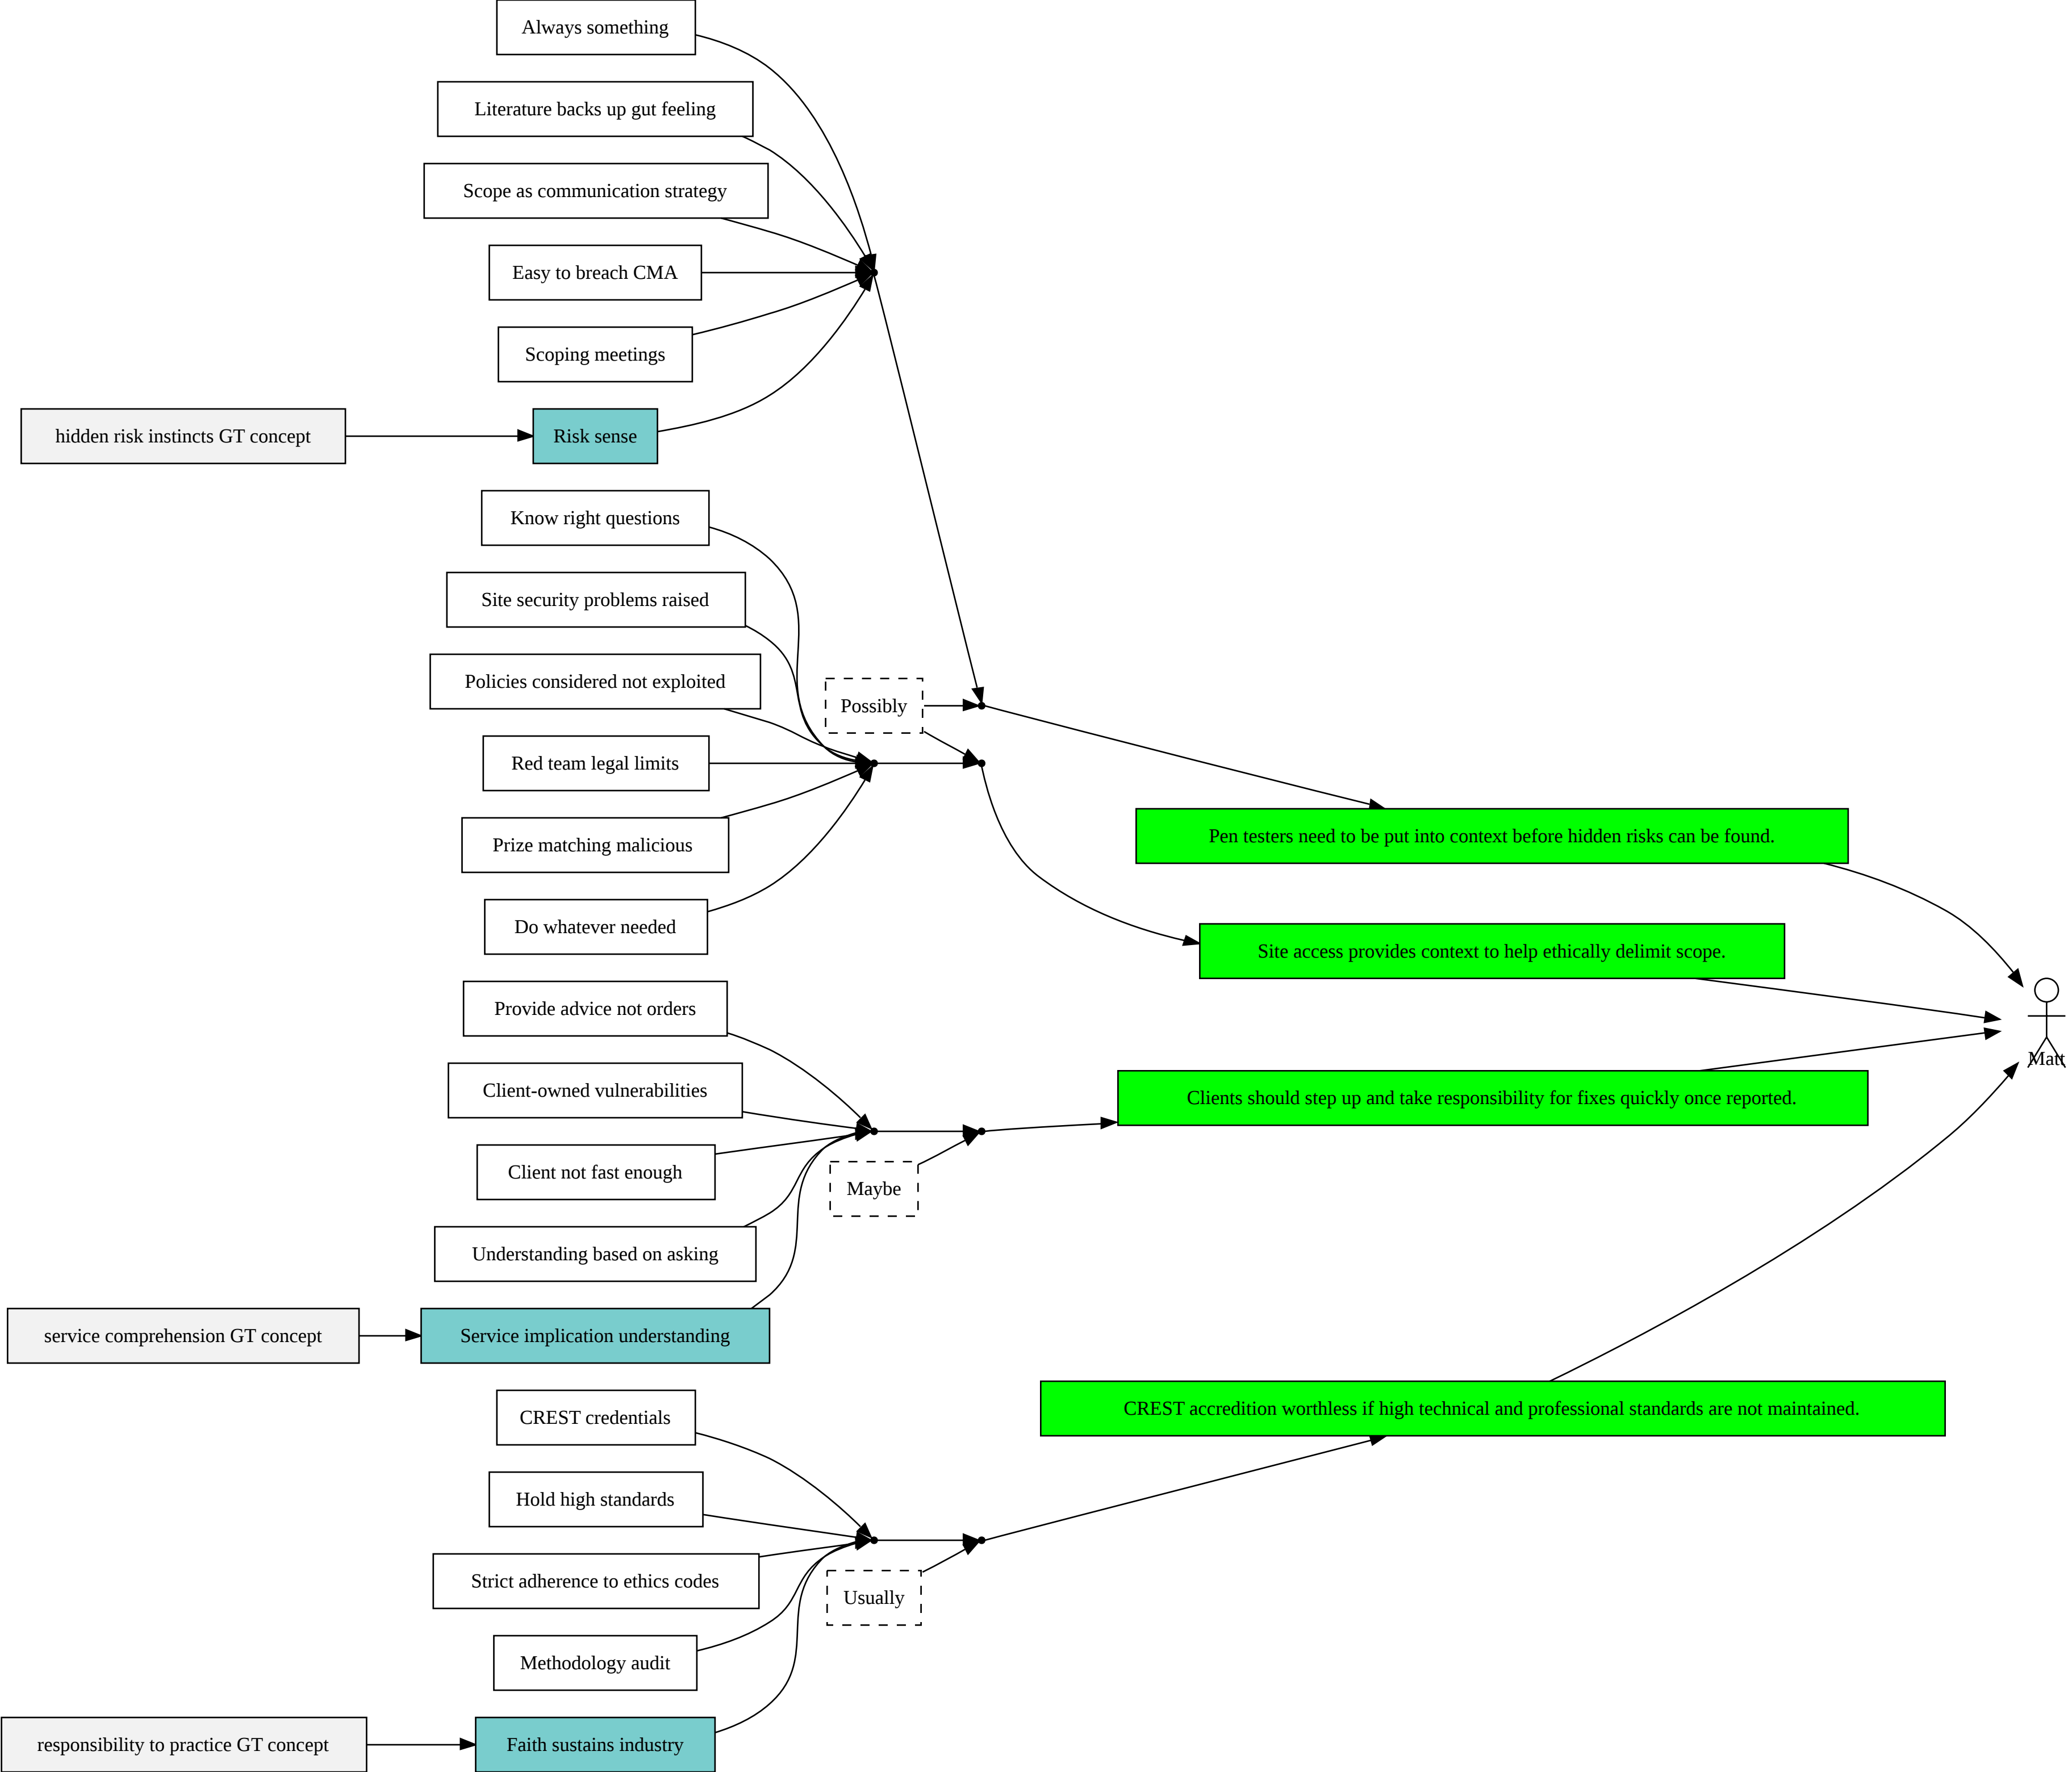 Always something
Literature backs up gut feeling
Scope as communication strategy
Easy to breach CMA
Scoping meetings
hidden risk instincts GT concept
Risk sense
Know right questions
Site security problems raised
Policies considered not exploited
Possibly
Red team legal limits
Prize matching malicious
Pen testers need to be put into context before hidden risks can be found.
Do whatever needed
Site access provides context to help ethically delimit scope.
Provide advice not orders
Matt
Client-owned vulnerabilities
Clients should step up and take responsibility for fixes quickly once reported.
Client not fast enough
Maybe
Understanding based on asking
service comprehension GT concept
Service implication understanding
CREST credentials
CREST accredition worthless if high technical and professional standards are not maintained.
Hold high standards
Strict adherence to ethics codes
Usually
Methodology audit
responsibility to practice GT concept
Faith sustains industry